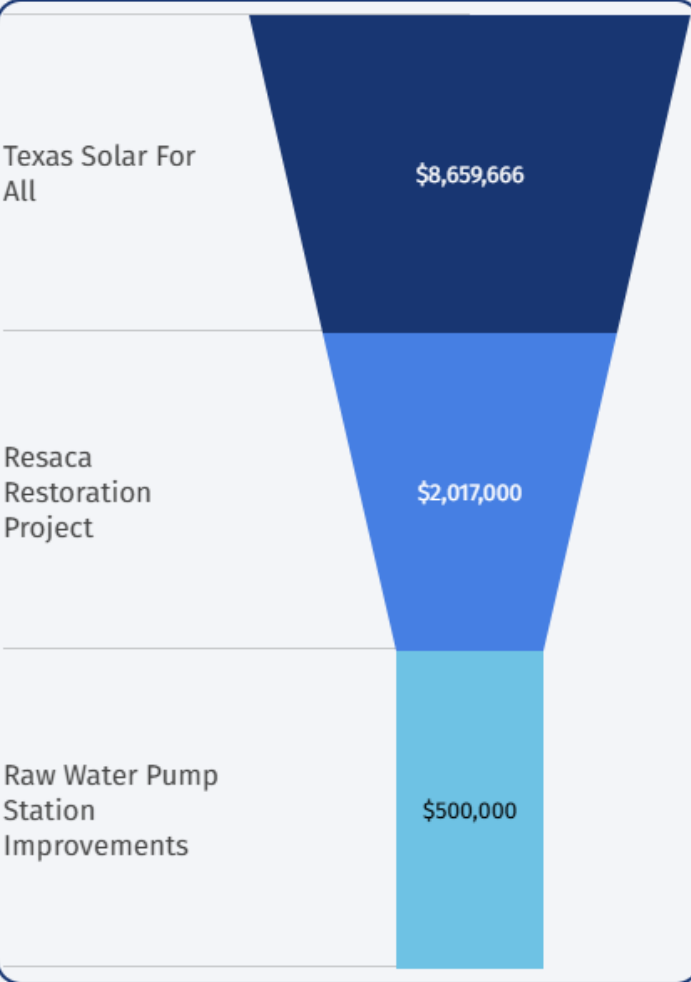 Texas Solar For
All
$8,659,666
Resaca
Restoration
Project
$2,017,000
Raw Water Pump
Station
Improvements
$500,000